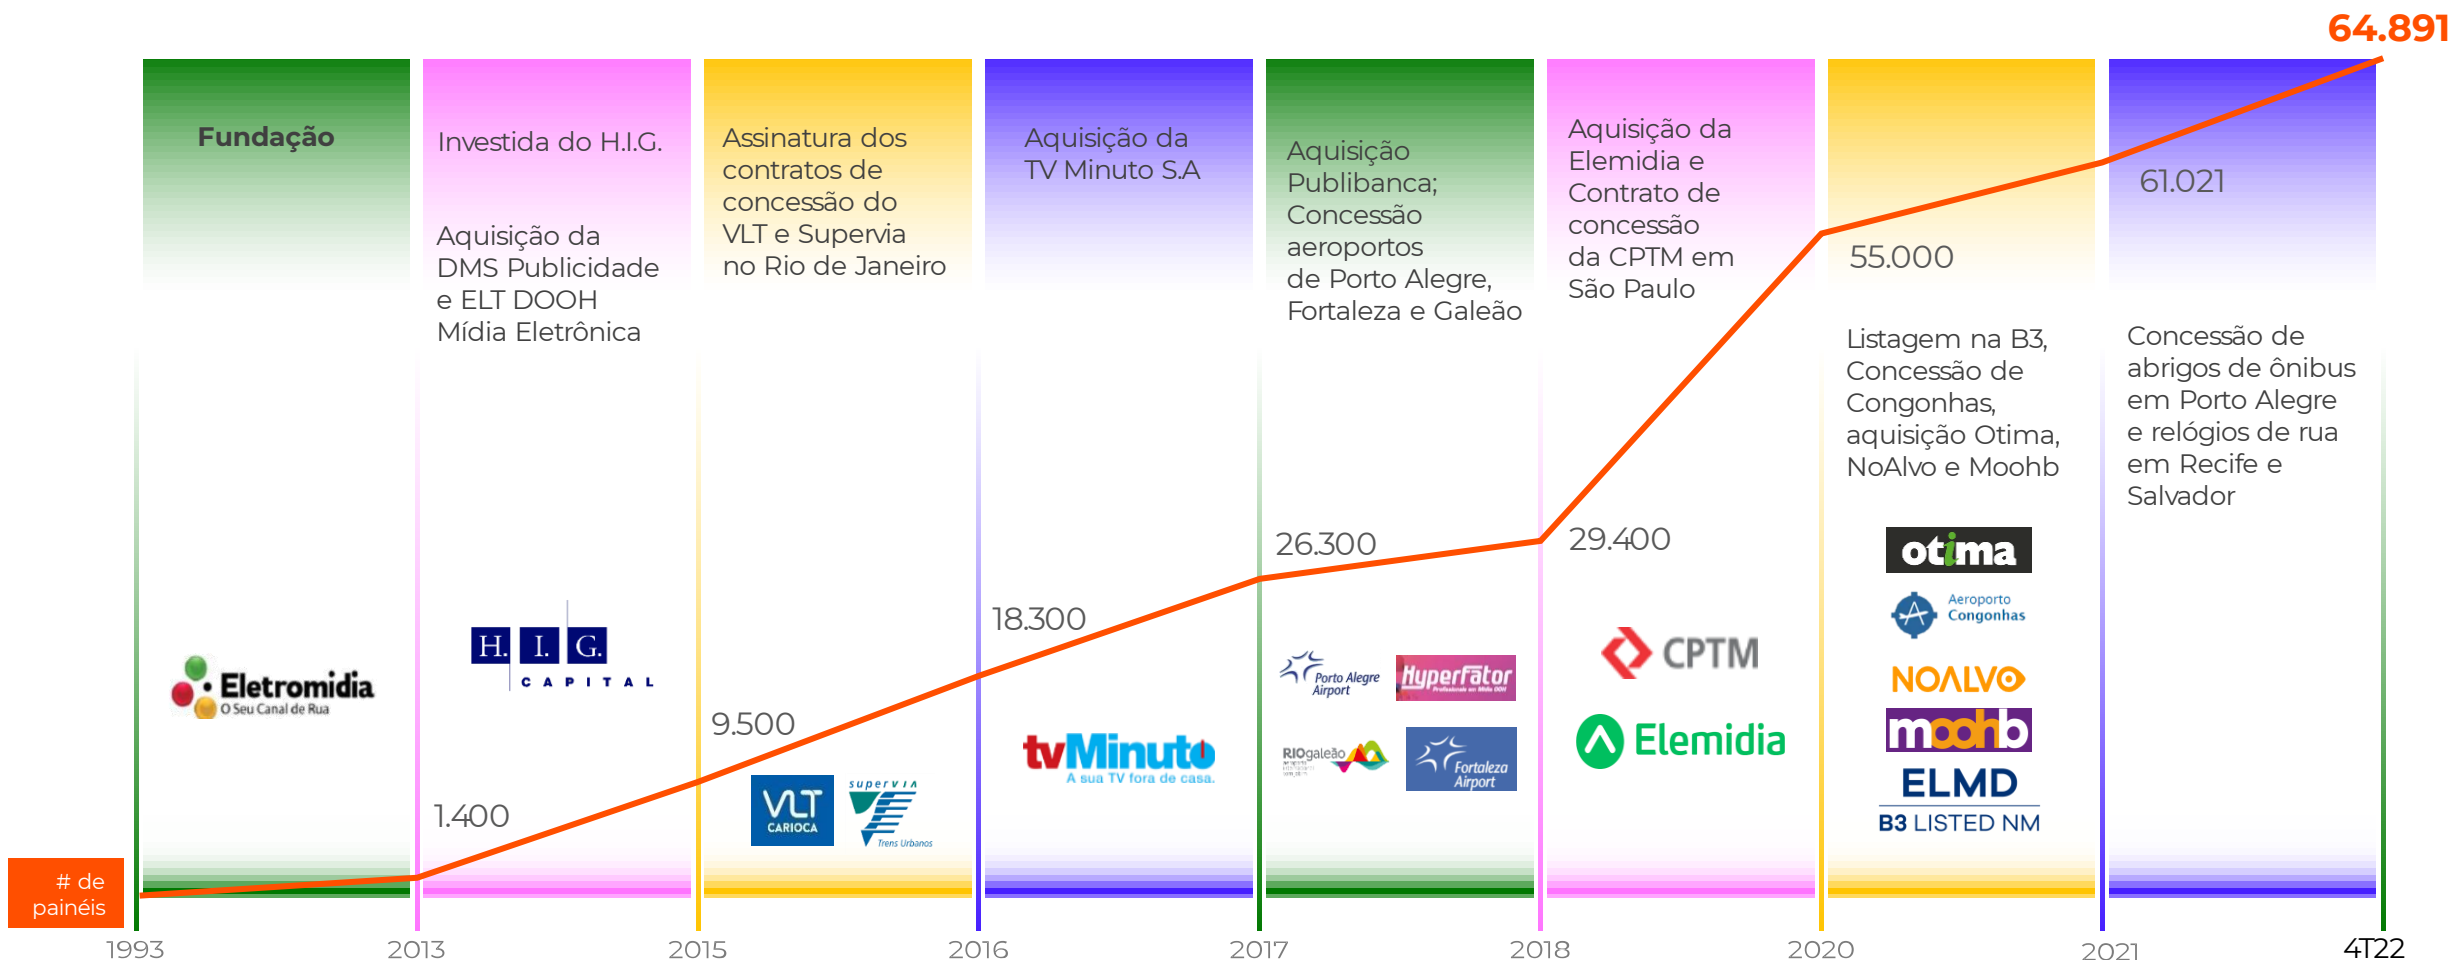 64.891
Fundação
Investida do H.I.G.
Aquisição da
DMS Publicidade
e ELT DOOH
Mídia Eletrônica
Assinatura dos
contratos de
concessão do
VLT e Supervia
no Rio de Janeiro
Aquisição da
TV Minuto S.A
Aquisição
Publibanca;
Concessão
aeroportos
de Porto Alegre,
Fortaleza e Galeão
Aquisição da
Elemidia e
Contrato de
concessão
da CPTM em
São Paulo
55.000
Listagem na B3,
Concessão de
Congonhas,
aquisição Otima,
NoAlvo e Moohb
61.021
Concessão de
abrigos de ônibus
em Porto Alegre
e relógios de rua
em Recife e
Salvador
Eletromidia
O Seu Canal de Rua
H. I. G.
CAPITAL
1.400
9.500
VLT
CARIOCA
supervia
Trens Urbanos
18.300
tvMinuto
A sua TV fora de casa.
26.300
Porto Alegre
Airport
Hyperfator
Profissionais em Mídia OOH
RIOgaleão
Fortaleza
Airport
29.400
CPTM
Elemidia
otima
Aeroporto
Congonhas
NOALVO
moohb
ELMD
B3 LISTED NM
# de
painéis
1993
2013
2015
2016
2017
2018
2020
2021
4T22